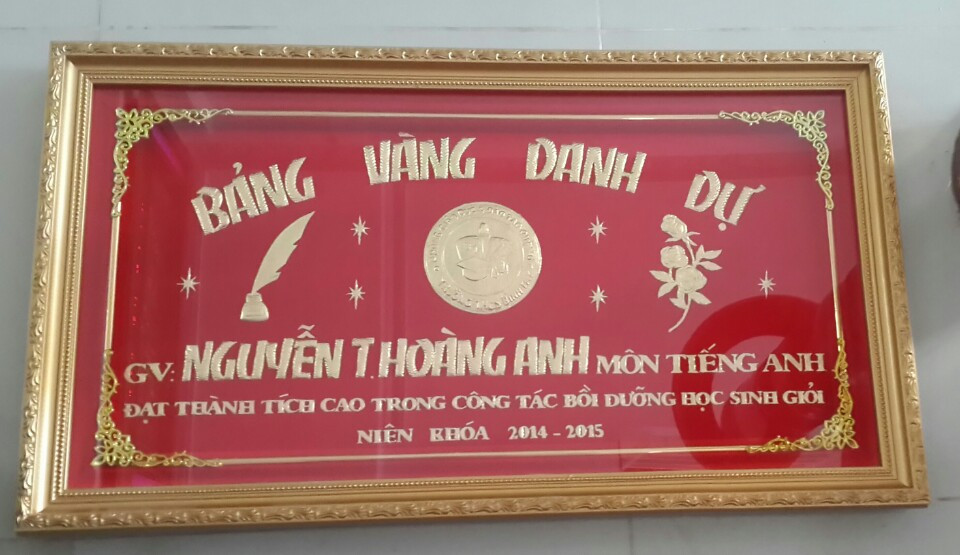 BẢNG VÀNG DANH DỰ
GV: NGUYỄN T.HOÀNG ANH MÔN TIẾNG ANH
ĐẠT THÀNH TÍCH CAO TRONG CÔNG TÁC BỒI DƯỠNG HỌC SINH GIỎI
NIÊN KHÓA 2014 - 2015